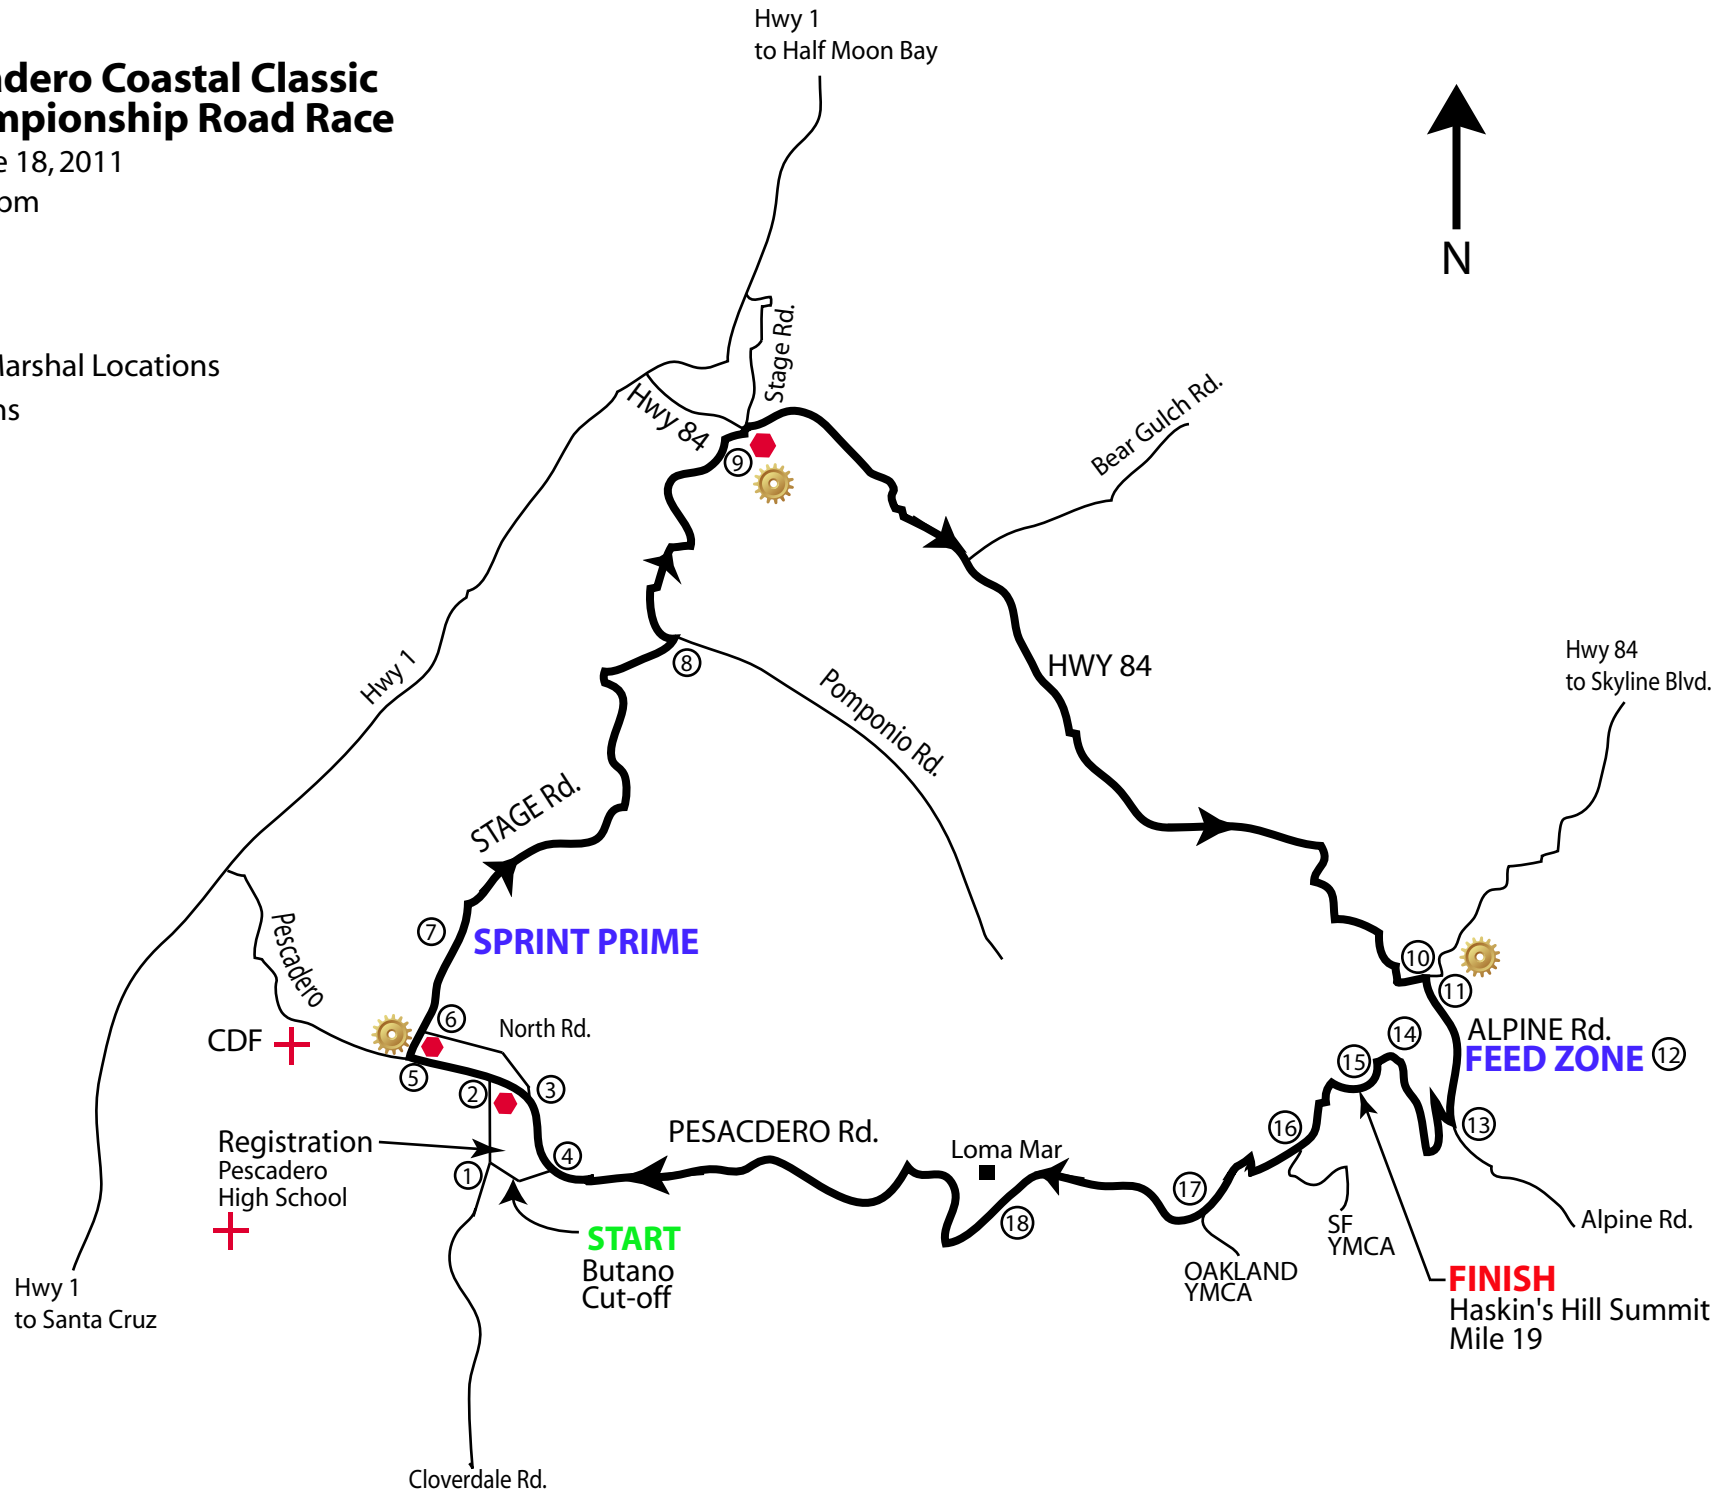 Hwy 1
to Half Moon Bay
adero Coastal Classic
mpionship Road Race
e 18, 2011
pm
N
Marshal Locations
ns
Stage Rd.
Hwy 84
9
Bear Gulch Rd.
Hwy 1
8
Pomponio Rd.
HWY 84
Hwy 84
to Skyline Blvd.
STAGE Rd.
7
SPRINT PRIME
Pescadero
10
11
6
North Rd.
CDF
5
2
3
ALPINE Rd.
FEED ZONE
12
14
15
13
16
Registration
Pescadero
High School
1
4
PESACDERO Rd.
Loma Mar
17
18
START
Butano
Cut-off
SF
YMCA
OAKLAND
YMCA
Alpine Rd.
FINISH
Haskin's Hill Summit
Mile 19
Hwy 1
to Santa Cruz
Cloverdale Rd.